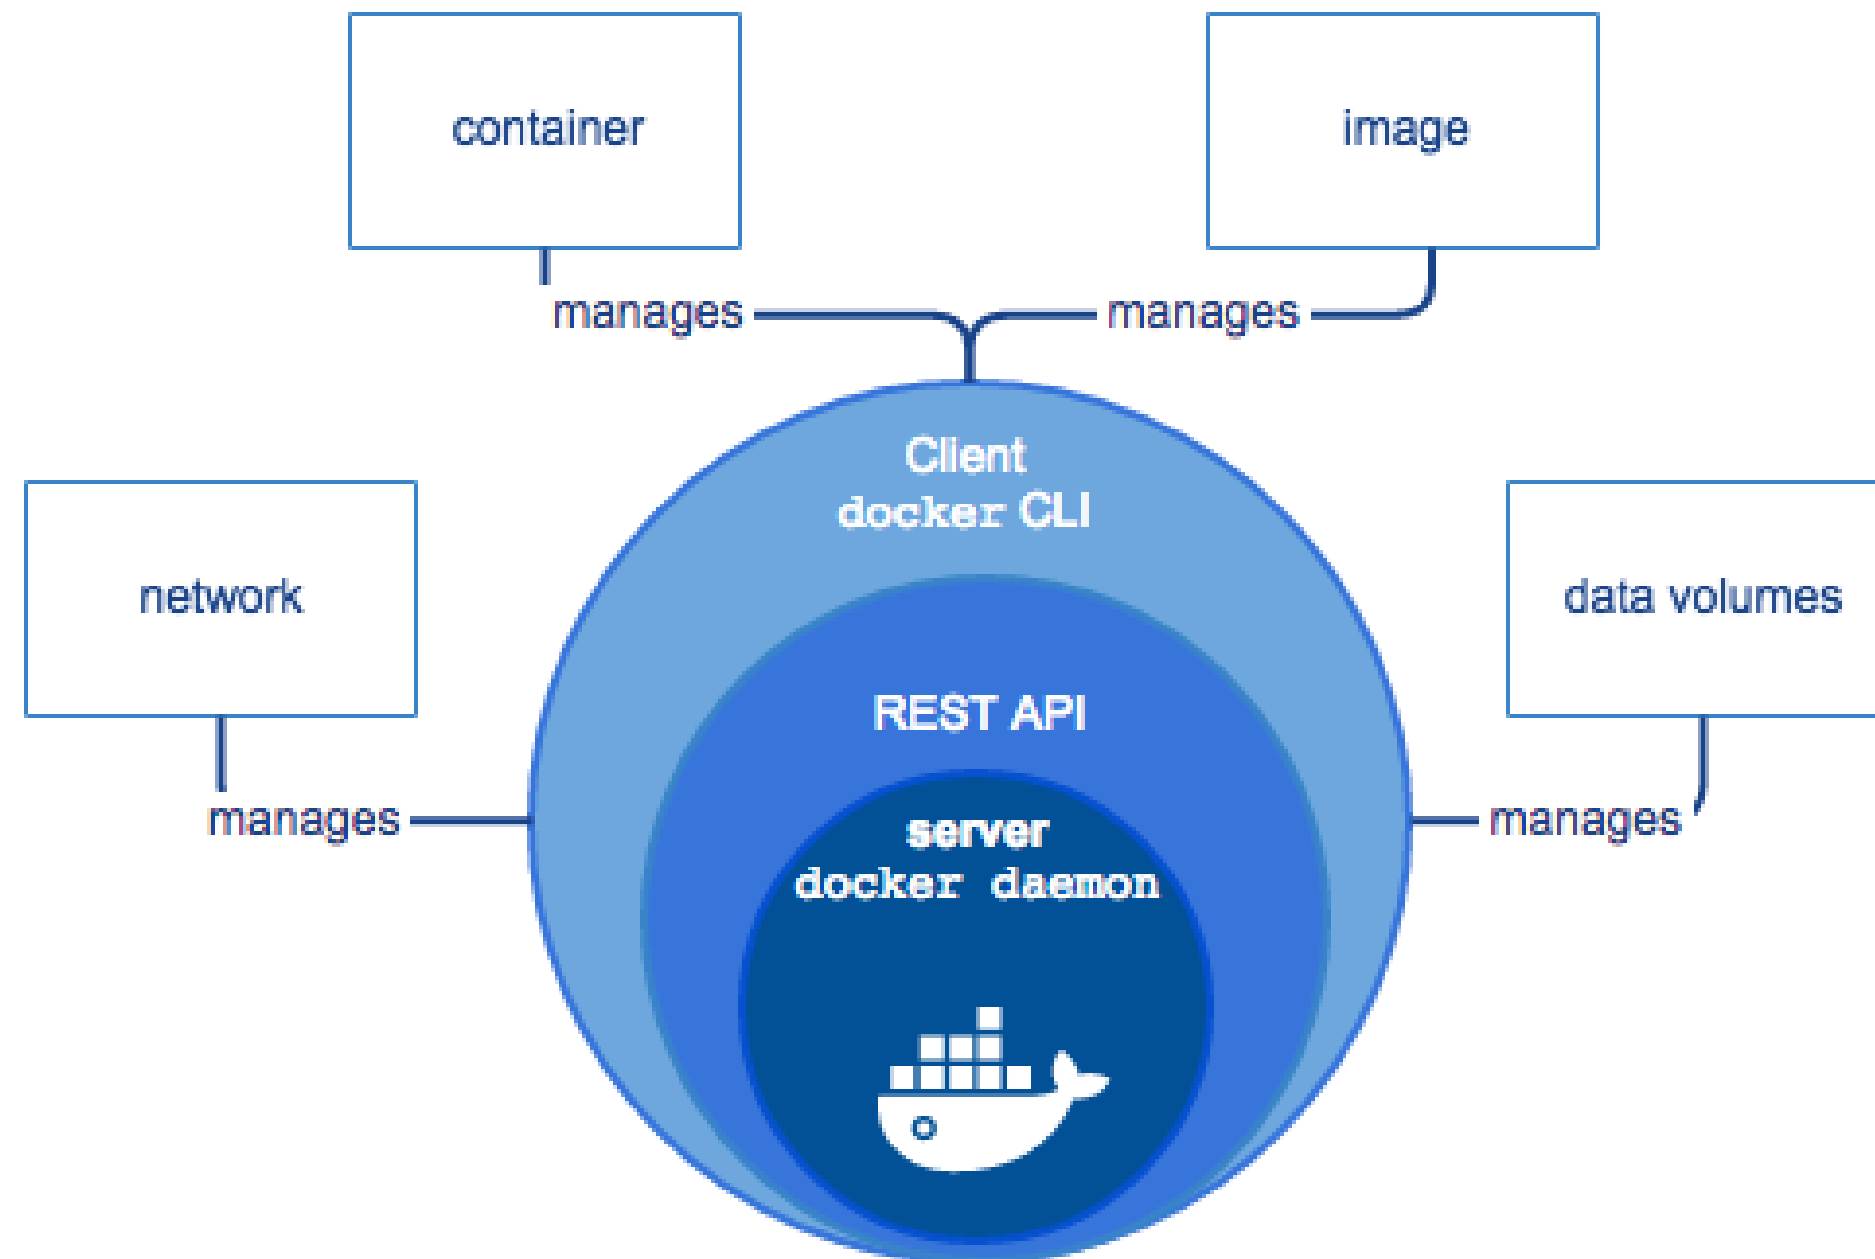 container
image
manages
manages
Client
docker CLI
network
data volumes
REST API
manages
server
docker daemon
manages